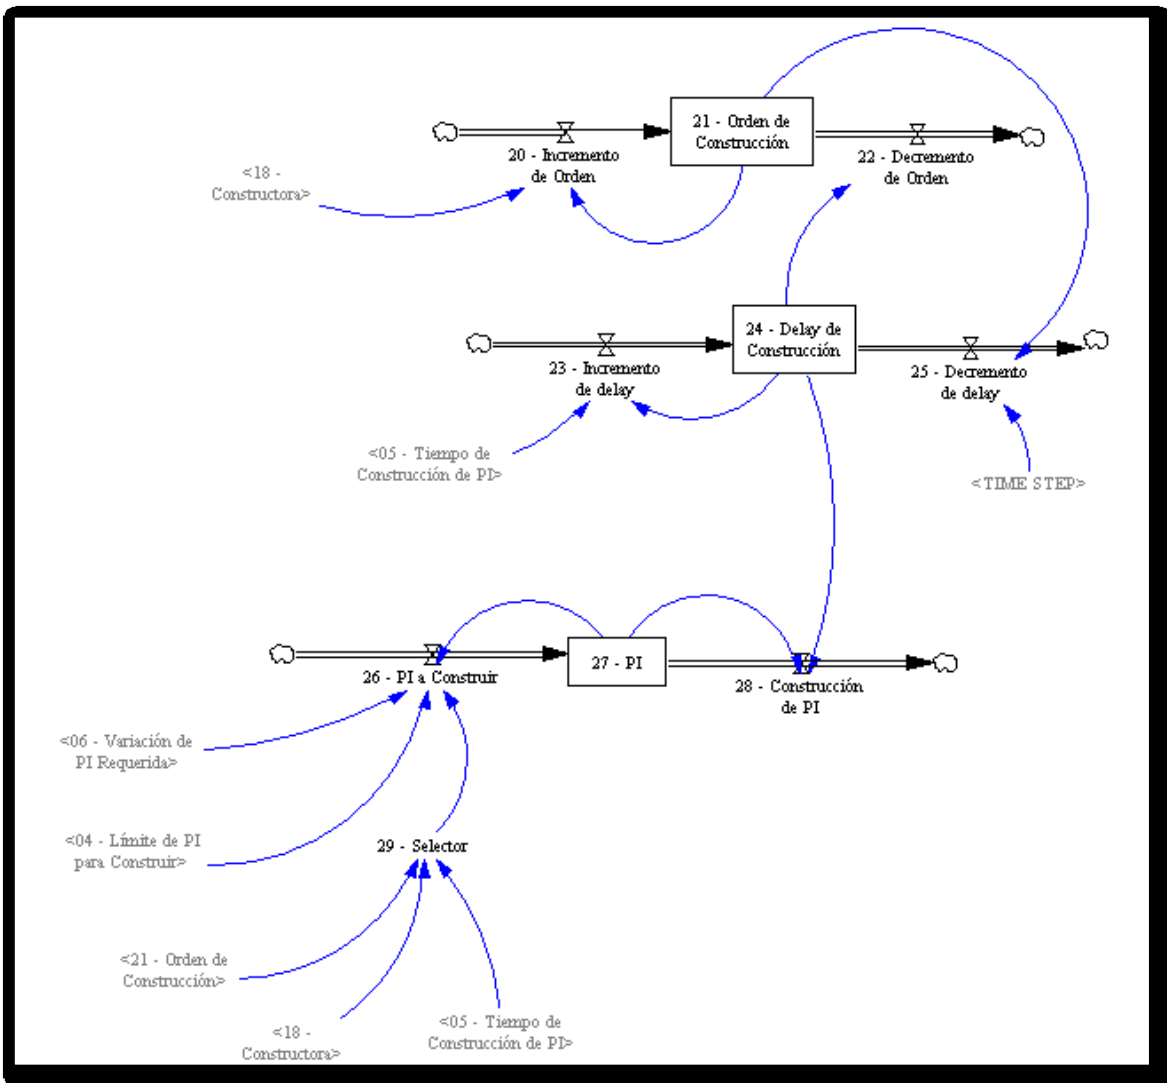 21 - Orden de
Construcción
20 - Incremento
de Orden
22 - Decremento
de Orden
<18 -
Constructora>
24 - Delay de
Construcción
23 - Incremento
de delay
25 - Decremento
de delay
<05 - Tiempo de
Construcción de PI>
<TIME STEP>
27 - PI
26 - PI a Construir
28 - Construcción
de PI
<06 - Variación de
PI Requerida>
<04 - Límite de PI
para Construir>
29 - Selector
<21 - Orden de
Construcción>
<18 -
Constructora>
<05 - Tiempo de
Construcción de PI>